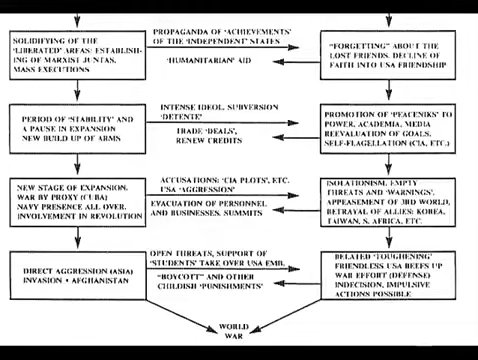 SOLIDIFYING OF THE
'LIBERATED' AREAS/ ESTABLISH-
ING OF MARXIST JUNTAS,
MASS EXECUTIONS
PROPAGANDA OF 'ACHIEVEMENTS'
OF THE 'INDEPENDENT' STATES
'HUMANITARIAN' AID
"FORGETTING" ABOUT THE
LOST FRIENDS, DECLINE OF
FAITH INTO USA FRIENDSHIP
PERIOD OF 'STABILITY' AND
A PAUSE IN EXPANSION
NEW BUILD UP OF ARMS
INTENSE IDEOL. SUBVERSION
'DETENTE'
TRADE 'DEALS',
RENEW CREDITS
PROMOTION OF 'PEACENIKS' TO
POWER, ACADEMIA, MEDIA
REEVALUATION OF GOALS,
SELF-FLAGELLATION (CIA, ETC.)
NEW STAGE OF EXPANSION,
WAR BY PROXY (CUBA)
NAVY PRESENCE ALL OVER,
INVOLVEMENT IN REVOLUTION
ACCUSATIONS: 'CIA PLOTS', ETC.
USA 'AGGRESSION'
EVACUATION OF PERSONNEL
AND BUSINESSES, SUMMITS
ISOLATIONISM, EMPTY
THREATS AND 'WARNINGS',
APPEASEMENT OF 3RD WORLD,
BETRAYAL OF ALLIES: KOREA,
TAIWAN, S. AFRICA, ETC.
DIRECT AGGRESSION (ASIA)
INVASION • AFGHANISTAN
OPEN THREATS, SUPPORT OF
'STUDENTS' TAKE OVER USA EMB.
"BOYCOTT" AND OTHER
CHILDISH 'PUNISHMENTS'
BELATED 'TOUGHENING'
FRIENDLESS USA BEEFS UP
WAR EFFORT (DEFENSE)
INDECISION, IMPULSIVE
ACTIONS POSSIBLE
WORLD
WAR